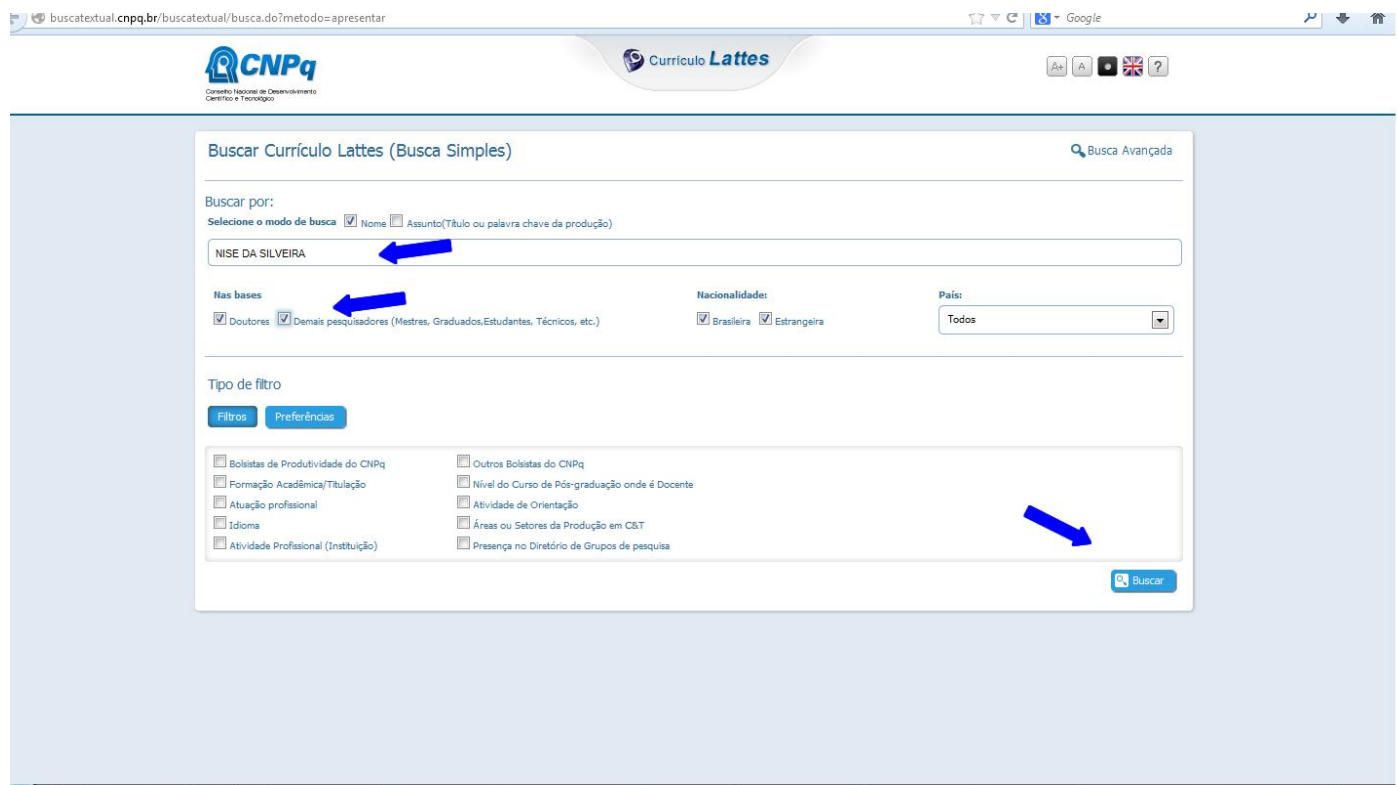 buscatextual.cnpq.br/buscatextual/busca.do?metodo=apresentar
Google
CNPq
Conselho Nacional de Desenvolvimento
Científico e Tecnológico
Currículo Lattes
A+ A ?
Buscar Currículo Lattes (Busca Simples)
Busca Avançada
Buscar por:
Selecione o modo de busca Nome Assunto(Título ou palavra chave da produção)
NISE DA SILVEIRA
Nas bases Nacionalidade: País:
Doutores Demais pesquisadores (Mestres, Graduados,Estudantes, Técnicos, etc.) Brasileira Estrangeira Todos
Tipo de filtro
Filtros Preferências
Bolsistas de Produtividade do CNPq Outros Bolsistas do CNPq
Formação Acadêmica/Titulação Nível do Curso de Pós-graduação onde é Docente
Atuação profissional Atividade de Orientação
Idioma Áreas ou Setores da Produção em C&T
Atividade Profissional (Instituição) Presença no Diretório de Grupos de pesquisa
Buscar